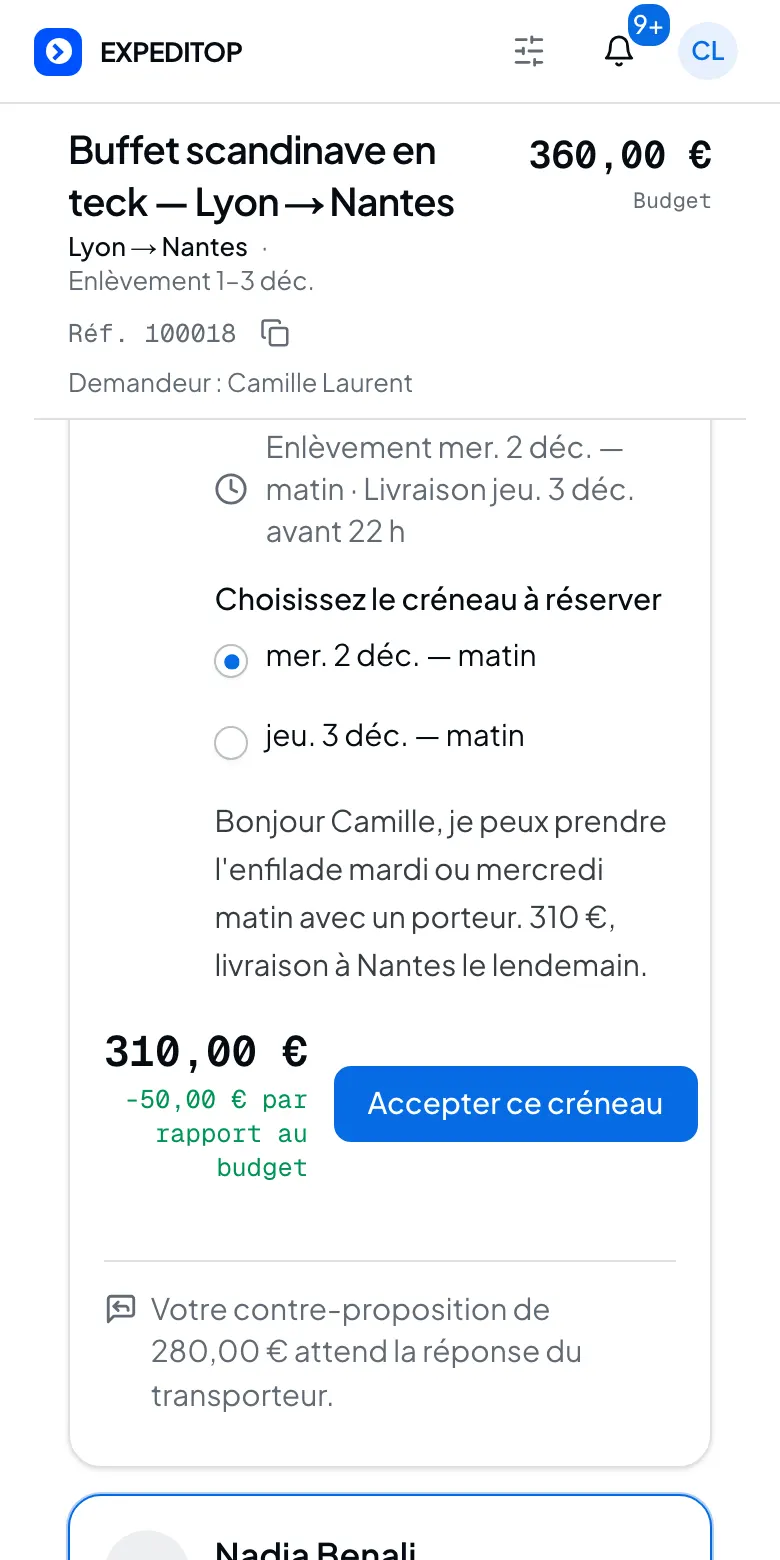 EXPEDITOP
9+
CL
Buffet scandinave en
teck — Lyon → Nantes
360,00 €
Budget
Lyon → Nantes ·
Enlèvement 1–3 déc.
Réf. 100018
Demandeur : Camille Laurent
Enlèvement mer. 2 déc. —
matin · Livraison jeu. 3 déc.
avant 22 h
Choisissez le créneau à réserver
mer. 2 déc. — matin
jeu. 3 déc. — matin
Bonjour Camille, je peux prendre
l'enfilade mardi ou mercredi
matin avec un porteur. 310 €,
livraison à Nantes le lendemain.
310,00 €
-50,00 € par
rapport au
budget
Accepter ce créneau
Votre contre-proposition de
280,00 € attend la réponse du
transporteur.
Nadia Benali